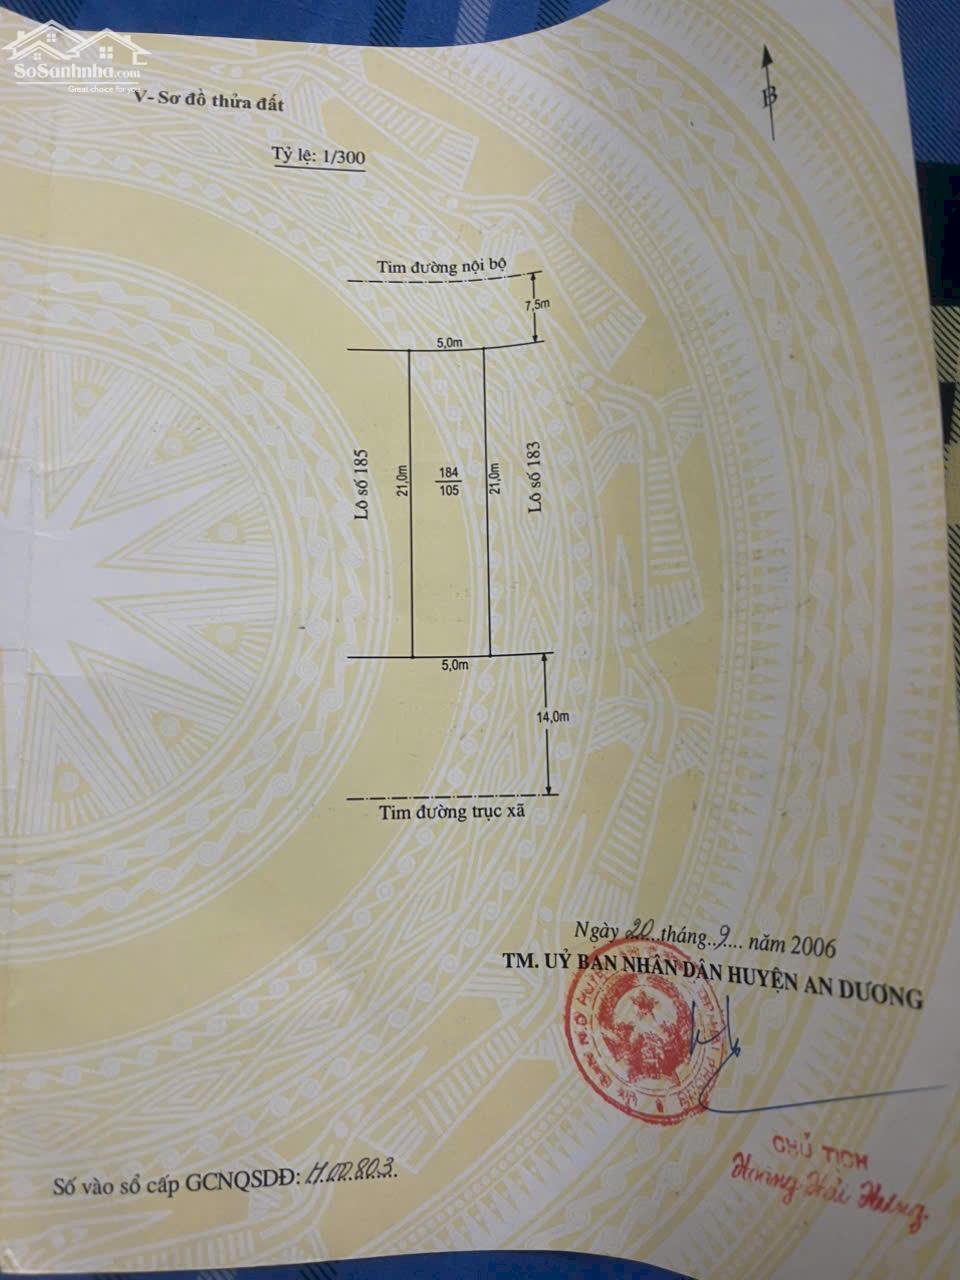 SoSanhnha.com
Great choice for you
V- Sơ đồ thửa đất
B
Tỷ lệ: 1/300
Tim đường nội bộ
7,5m
5,0m
Lô số 185
21,0m
184
105
21,0m
Lô số 183
5,0m
14,0m
Tim đường trục xã
Ngày 20 tháng 9 năm 2006
TM. UỶ BAN NHÂN DÂN HUYỆN AN DƯƠNG
CHỦ TỊCH
Số vào sổ cấp GCNQSDĐ: H.02.803.